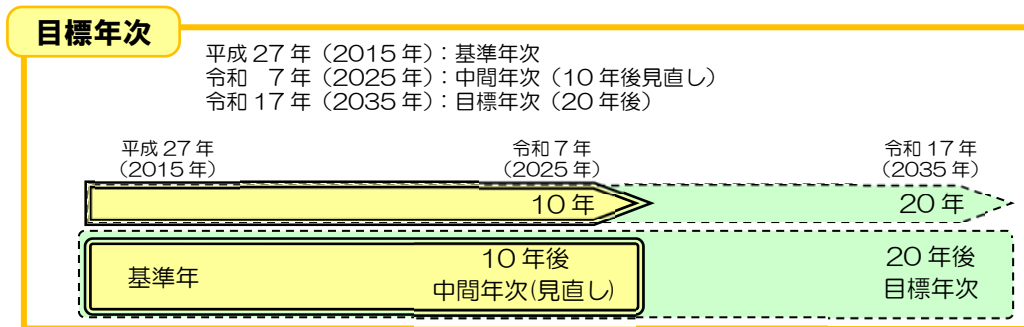 目標年次
平成 27 年（2015 年）：基準年次
令和　7 年（2025 年）：中間年次（10 年後見直し）
令和 17 年（2035 年）：目標年次（20 年後）
平成 27 年 令和 7 年 令和 17 年
（2015 年） （2025 年） （2035 年）
10 年 20 年
基準年
10 年後
中間年次(見直し)
20 年後
目標年次